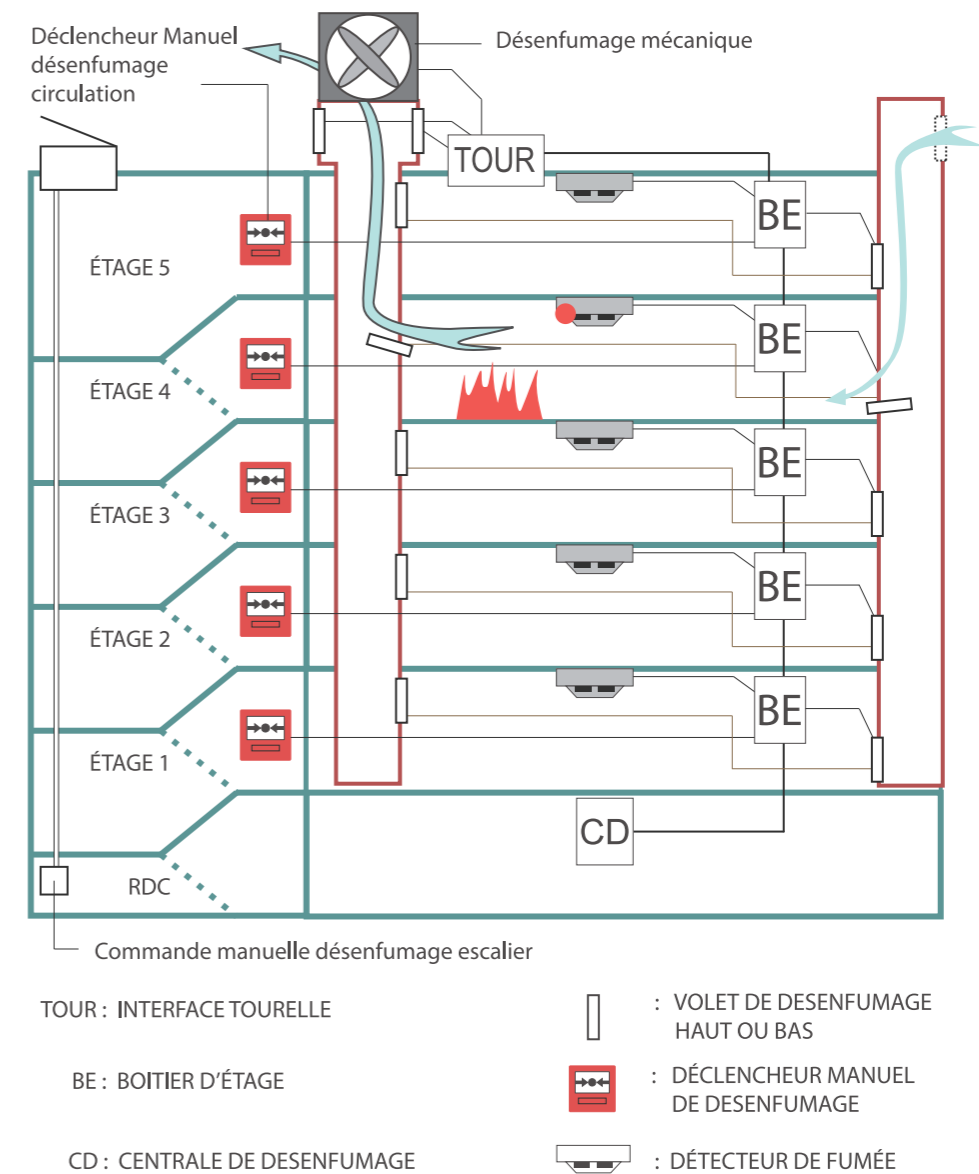 Déclencheur Manuel
désenfumage
circulation
Désenfumage mécanique
TOUR
BE
ÉTAGE 5
BE
ÉTAGE 4
BE
ÉTAGE 3
BE
ÉTAGE 2
BE
ÉTAGE 1
CD
RDC
Commande manuelle désenfumage escalier
TOUR : INTERFACE TOURELLE
: VOLET DE DESENFUMAGE
HAUT OU BAS
BE : BOITIER D'ÉTAGE
: DÉCLENCHEUR MANUEL
DE DESENFUMAGE
CD : CENTRALE DE DESENFUMAGE
: DÉTECTEUR DE FUMÉE